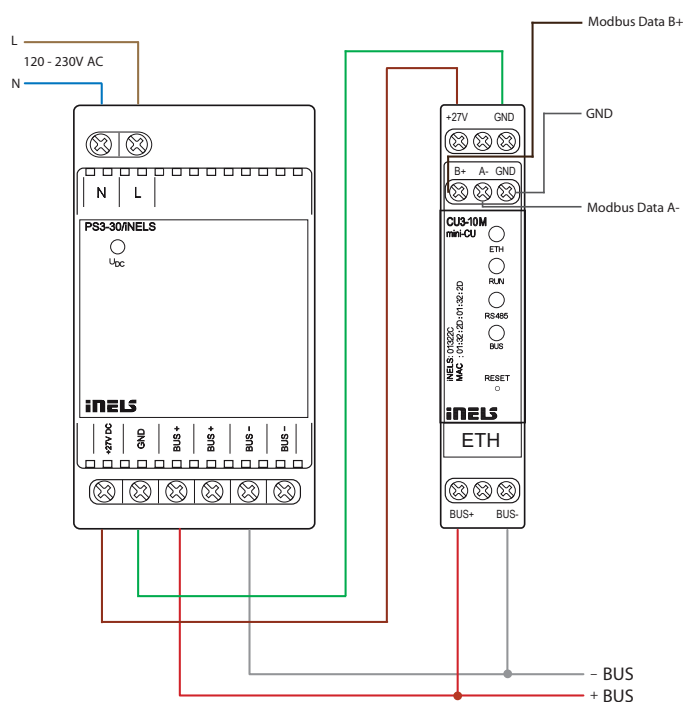 Modbus Data B+
L
120 - 230V AC
N
+27V GND
GND
B+ A- GND
N L
Modbus Data A-
PS3-30/INELS
CU3-10M
mini-CU
UDC
ETH
RUN
RS485
BUS
iNELS: 01322C
MAC : 01:32:2D:01:32:2D
RESET
iNELS
iNELS
+27V DC
GND
BUS +
BUS +
BUS –
BUS –
ETH
BUS+ BUS-
– BUS
+ BUS